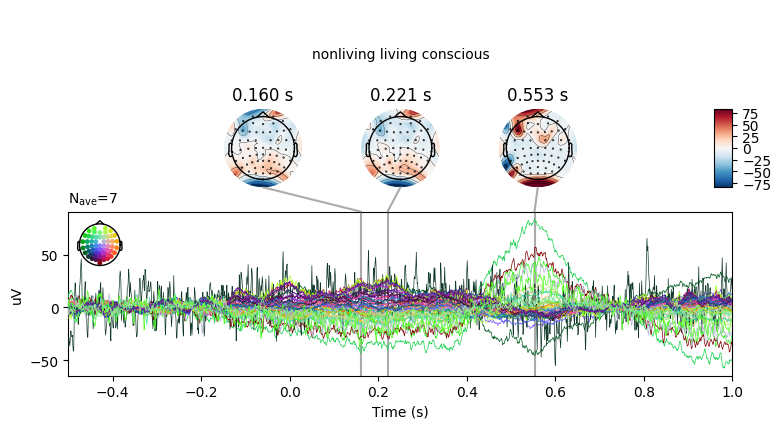 nonliving living conscious
0.160 s 0.221 s 0.553 s
75
50
25
0
−25
−50
−75
Nave=7
50
0
−50
uV
−0.4 −0.2 0.0 0.2 0.4 0.6 0.8 1.0
Time (s)